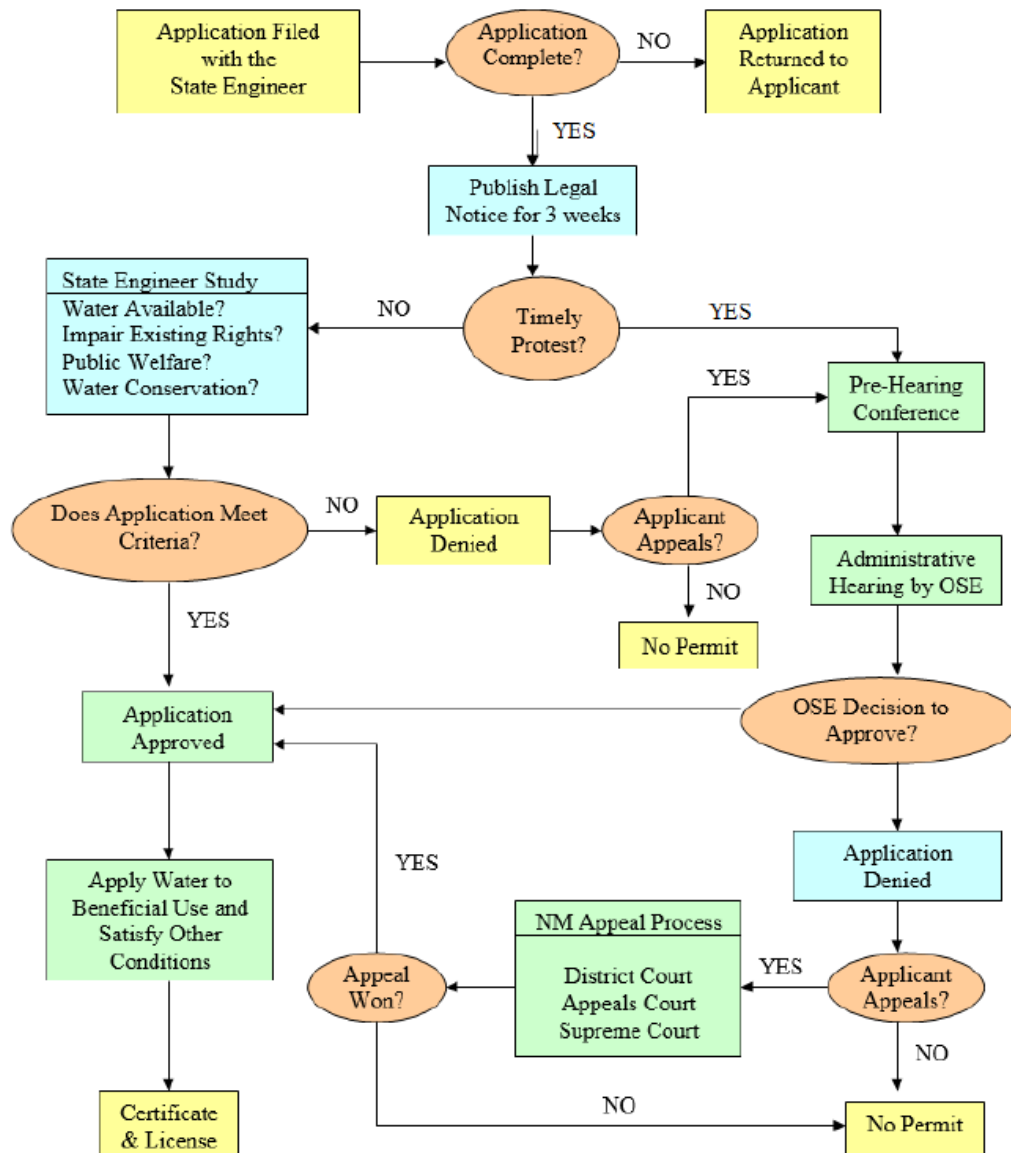 Application Filed
with the
State Engineer
Application
Complete?
NO
Application
Returned to
Applicant
YES
Publish Legal
Notice for 3 weeks
State Engineer Study
Water Available?
Impair Existing Rights?
Public Welfare?
Water Conservation?
NO
Timely
Protest?
YES
YES
Pre-Hearing
Conference
Does Application Meet
Criteria?
NO
Application
Denied
Applicant
Appeals?
Administrative
Hearing by OSE
NO
YES
No Permit
Application
Approved
OSE Decision to
Approve?
YES
Application
Denied
Apply Water to
Beneficial Use and
Satisfy Other
Conditions
NM Appeal Process
District Court
Appeals Court
Supreme Court
Appeal
Won?
YES
Applicant
Appeals?
NO
NO
Certificate
& License
No Permit